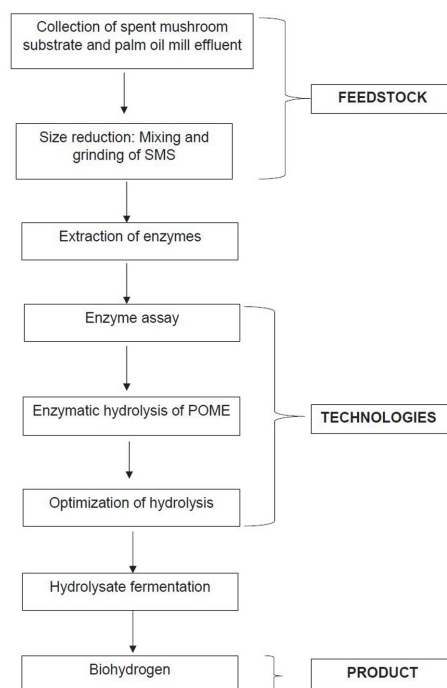 Collection of spent mushroom
substrate and palm oil mill effluent
FEEDSTOCK
Size reduction: Mixing and
grinding of SMS
Extraction of enzymes
Enzyme assay
Enzymatic hydrolysis of POME
TECHNOLOGIES
Optimization of hydrolysis
Hydrolysate fermentation
Biohydrogen
PRODUCT